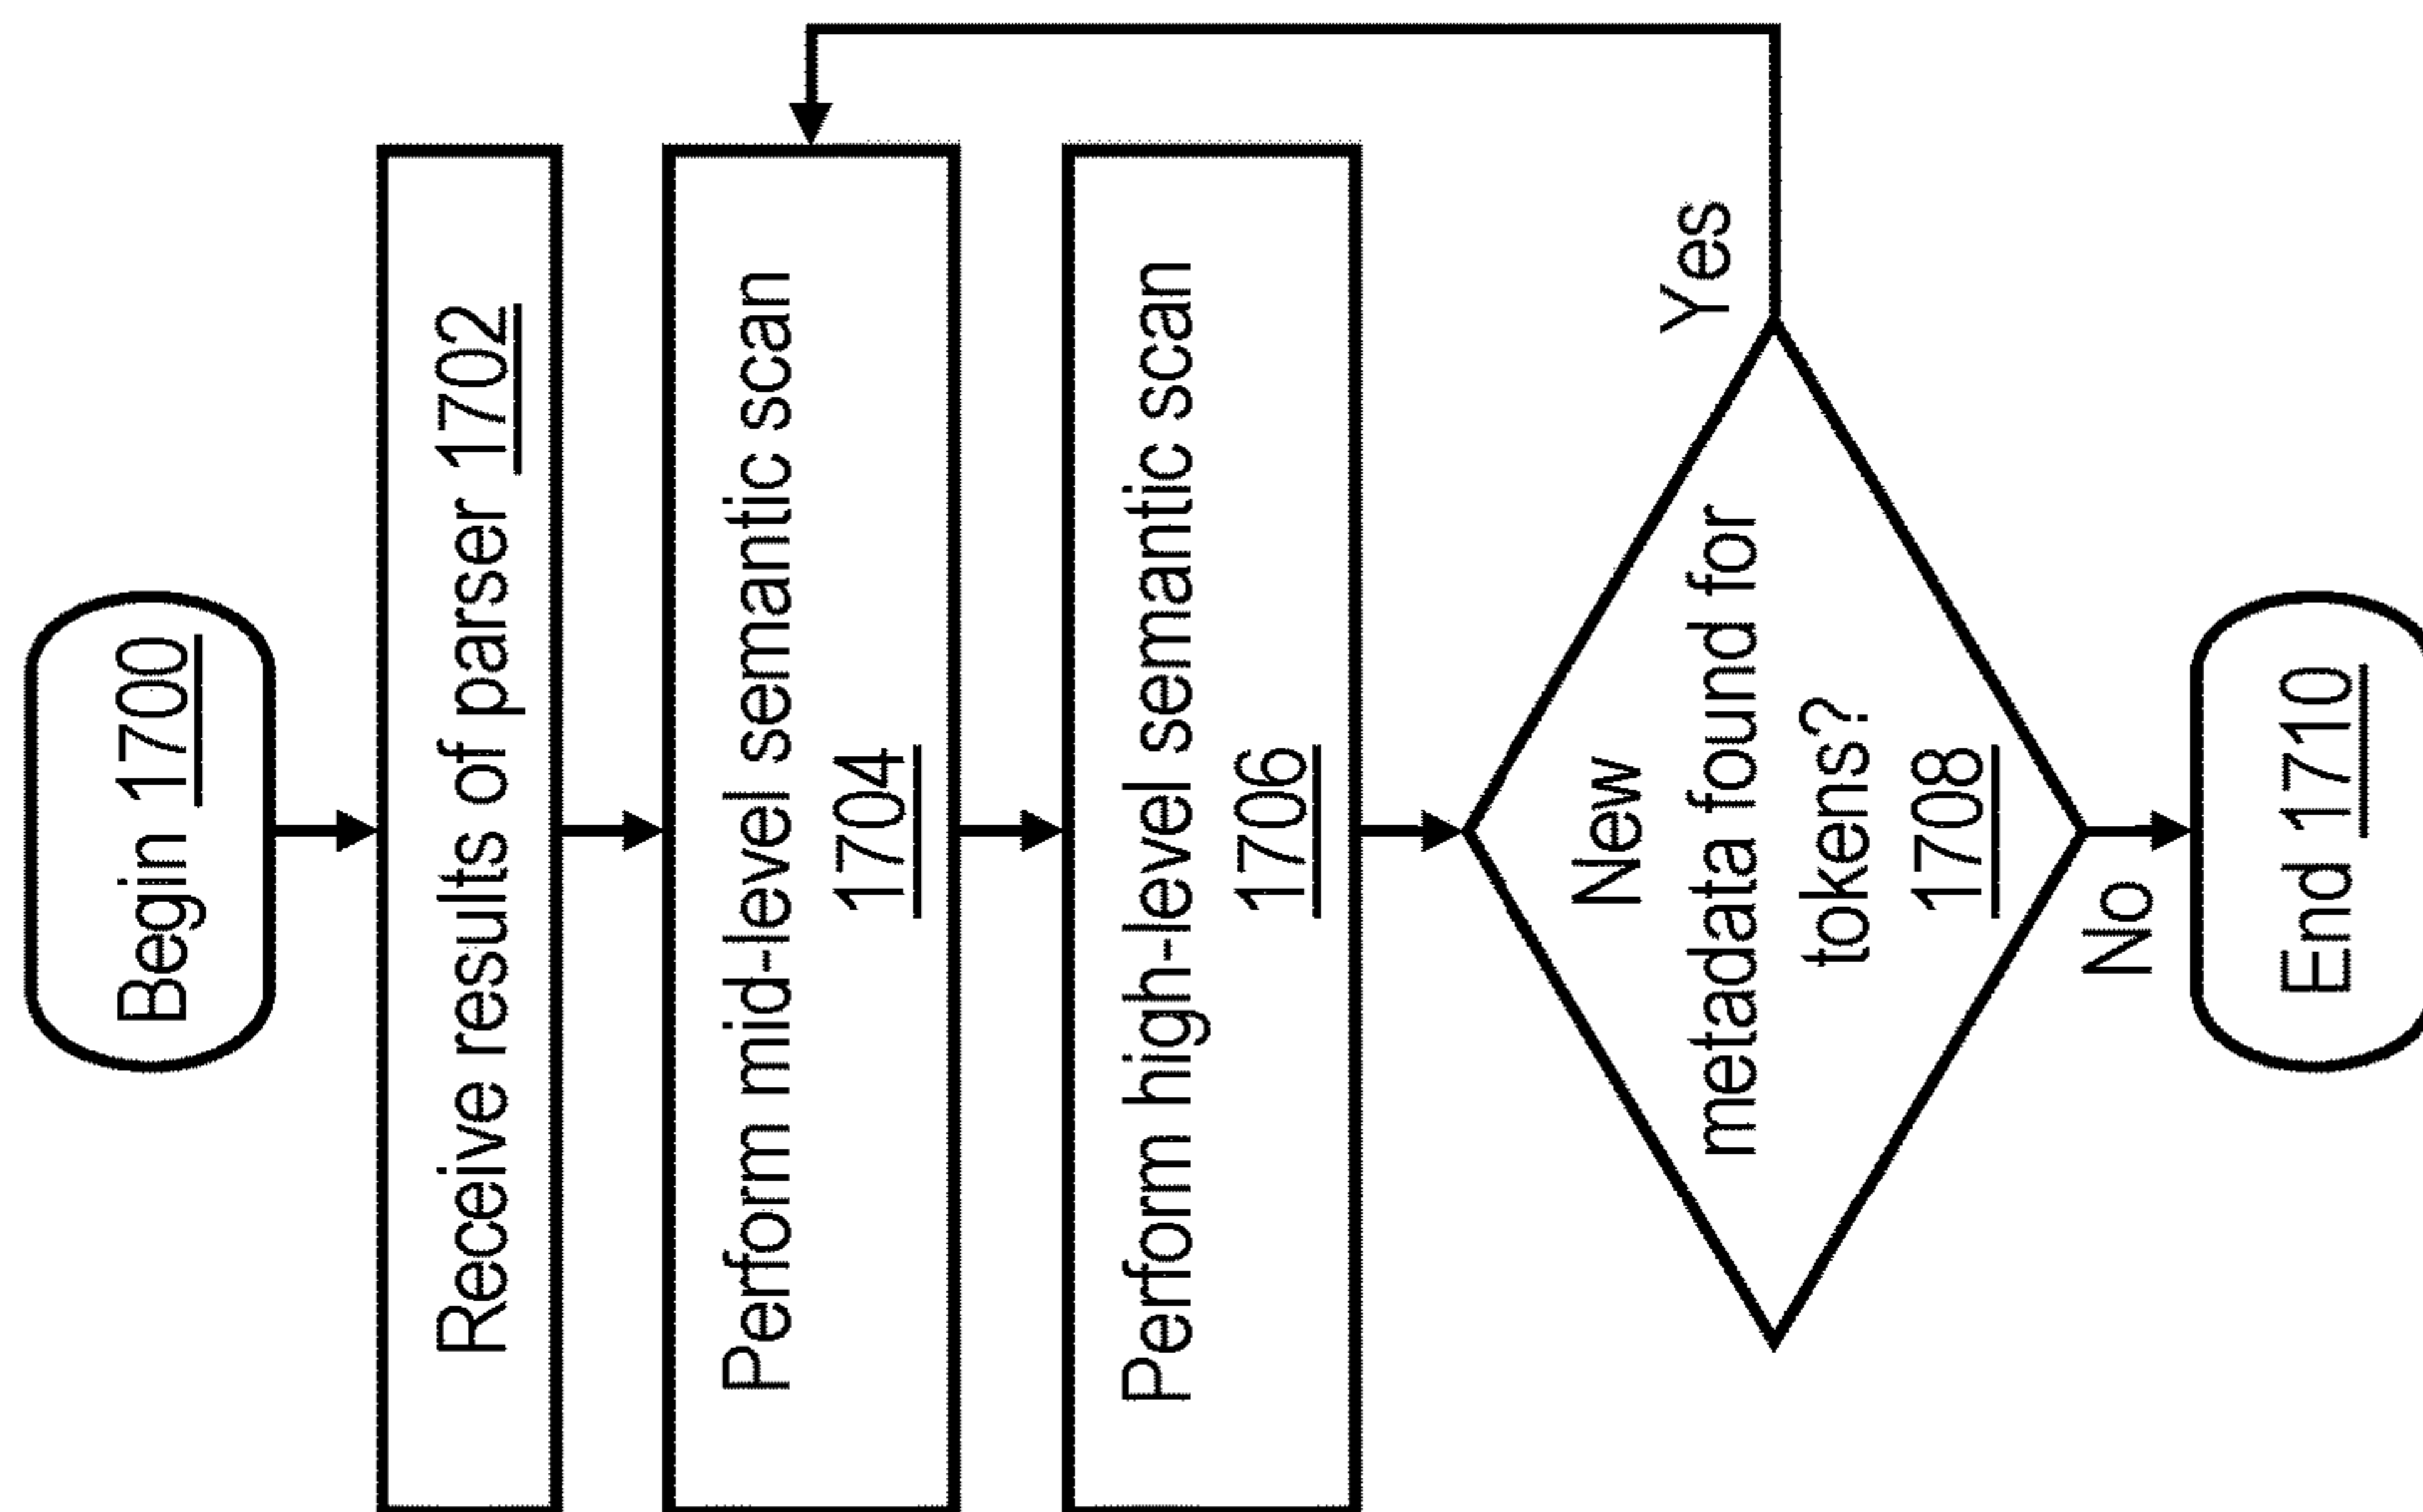 Begin 1700
Receive results of parser 1702
Perform mid-level semantic scan
1704
Perform high-level semantic scan
1706
New
metadata found for
tokens?
1708
Yes
No
End 1710